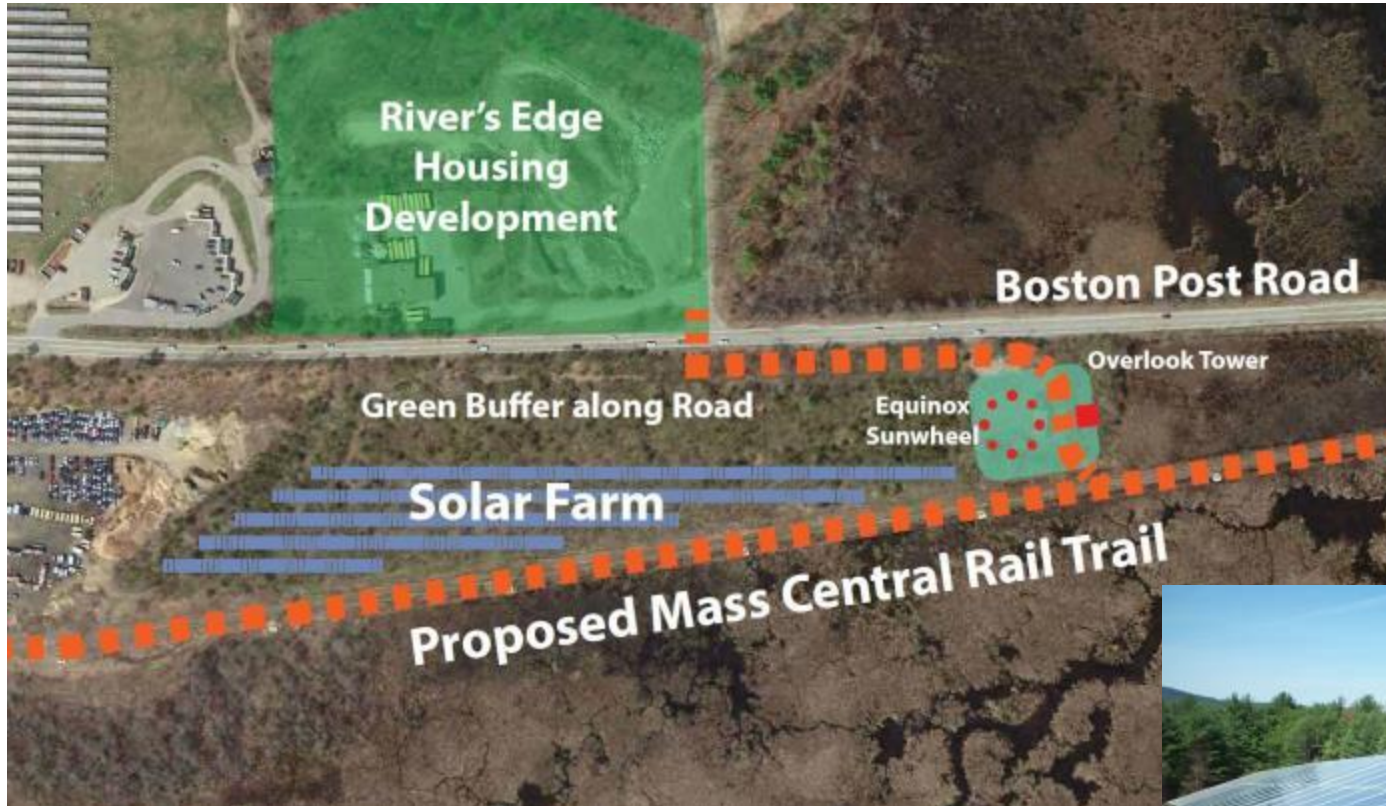 River's Edge
Housing
Development
Boston Post Road
Overlook Tower
Green Buffer along Road
Equinox
Sunwheel
Solar Farm
Proposed Mass Central Rail Trail